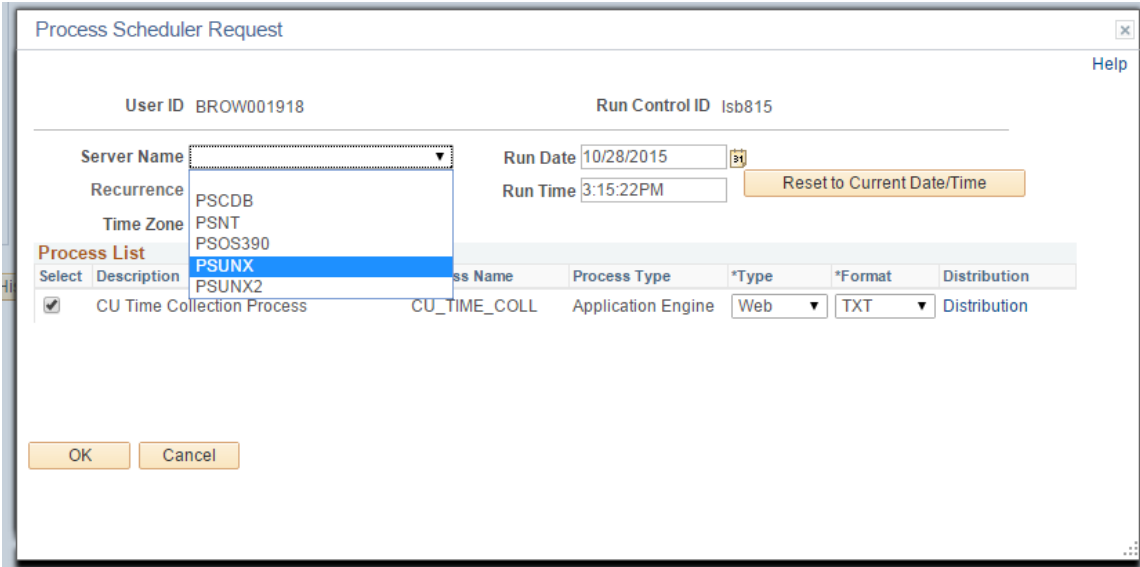 Process Scheduler Request
Help
User ID BROW001918 Run Control ID lsb815
Server Name Run Date 10/28/2015 31
Recurrence Run Time 3:15:22PM Reset to Current Date/Time
Time Zone
PSCDB
PSNT
PSOS390
PSUNX
PSUNX2
Process List
Select Description ss Name Process Type *Type *Format Distribution
CU Time Collection Process CU_TIME_COLL Application Engine Web TXT Distribution
OK Cancel
Hi